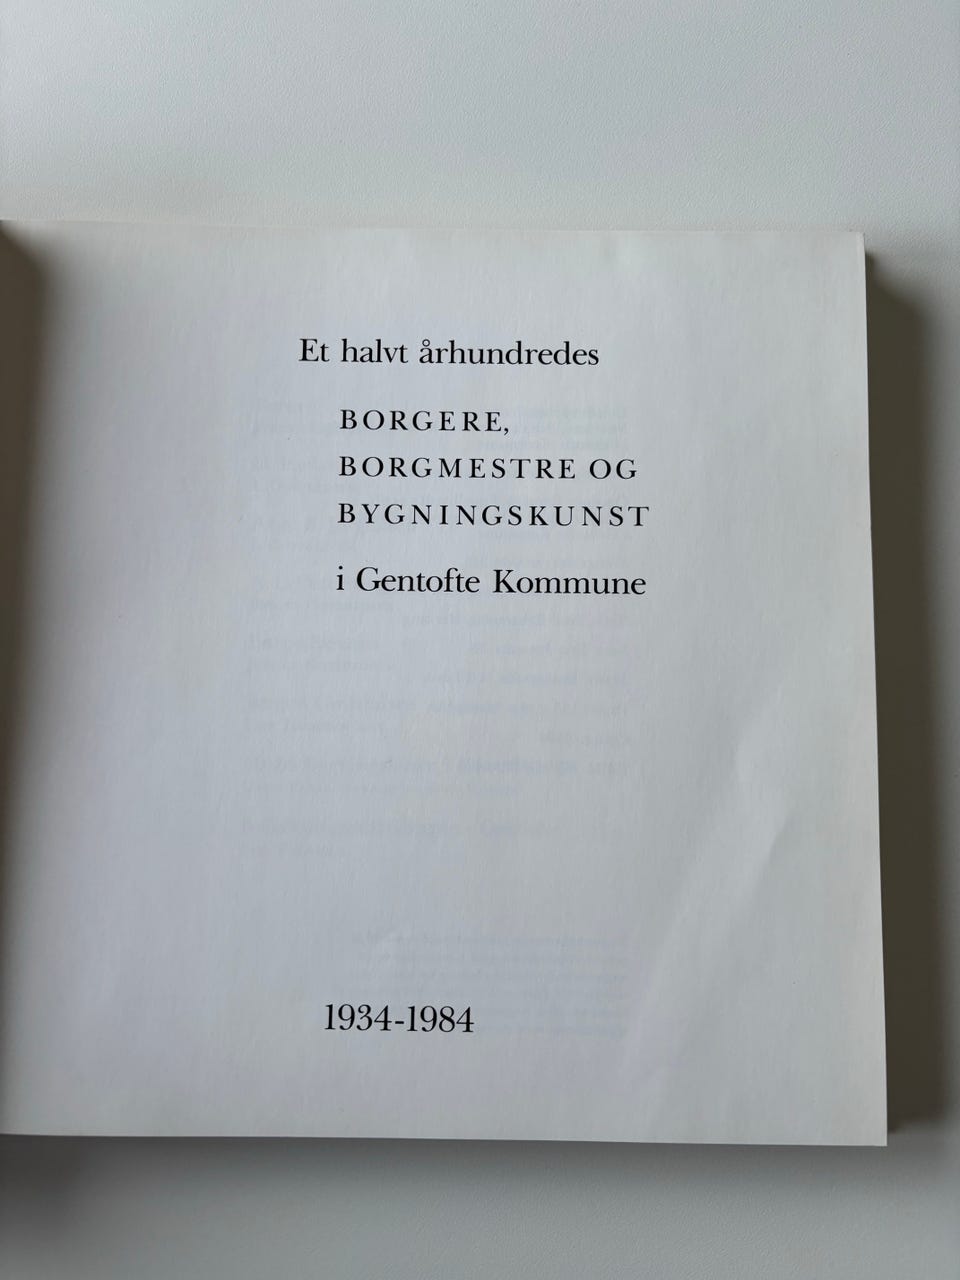 Et halvt århundredes
BORGERE,
BORGMESTRE OG
BYGNINGSKUNST
i Gentofte Kommune
1934-1984